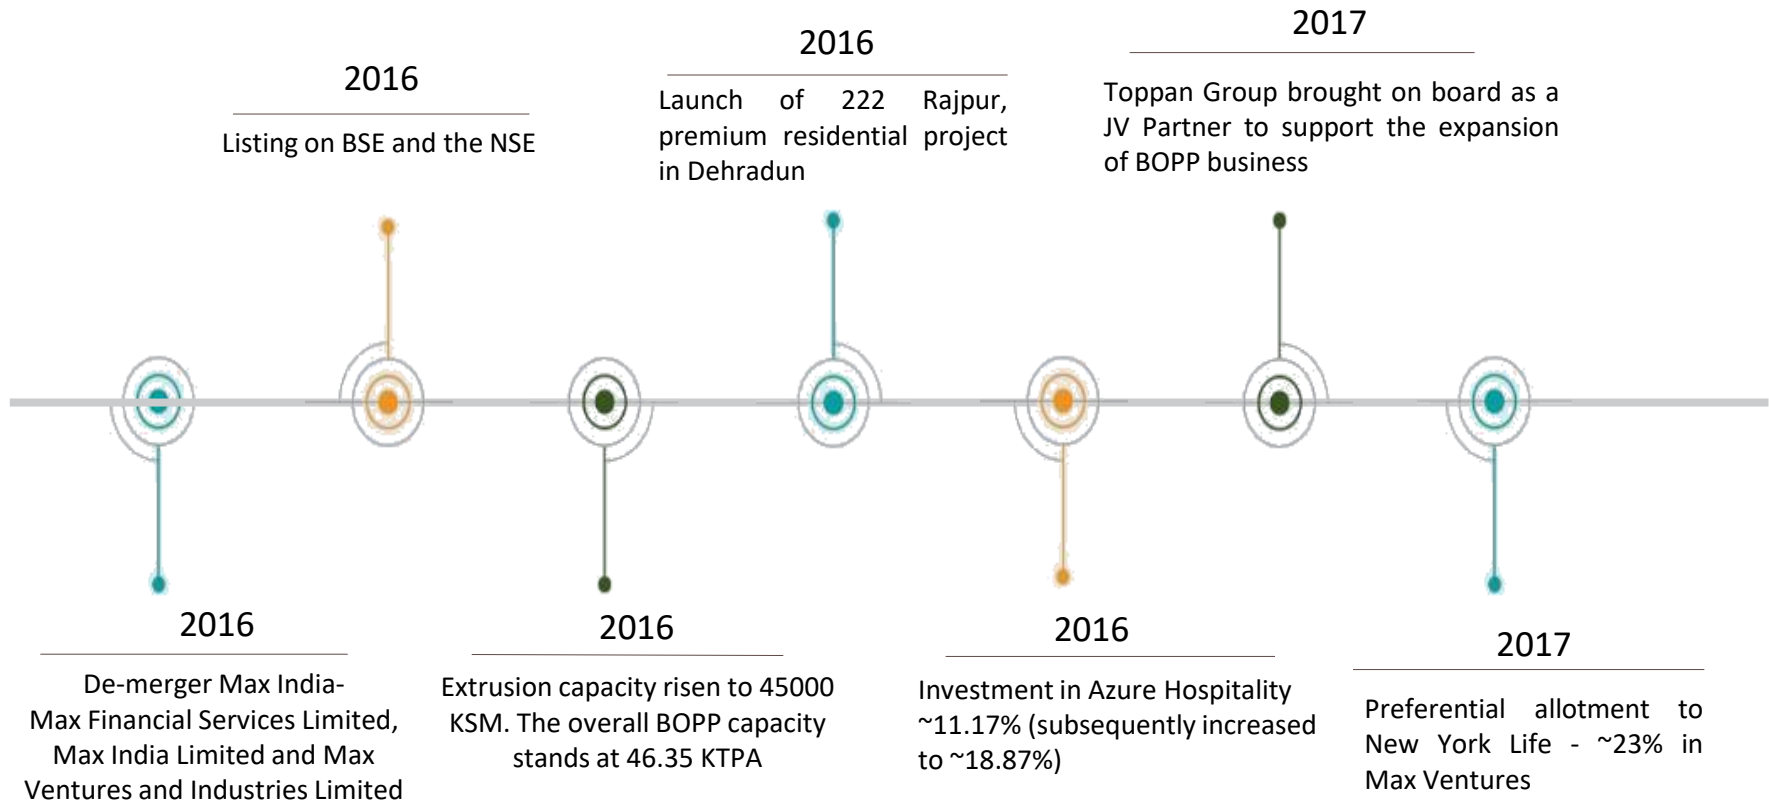 2016
De-merger Max India-
Max Financial Services Limited,
Max India Limited and Max
Ventures and Industries Limited
2016
Listing on BSE and the NSE
2016
Extrusion capacity risen to 45000
KSM. The overall BOPP capacity
stands at 46.35 KTPA
2016
Launch of 222 Rajpur,
premium residential project
in Dehradun
2016
Investment in Azure Hospitality
~11.17% (subsequently increased
to ~18.87%)
2017
Toppan Group brought on board as a
JV Partner to support the expansion
of BOPP business
2017
Preferential allotment to
New York Life - ~23% in
Max Ventures